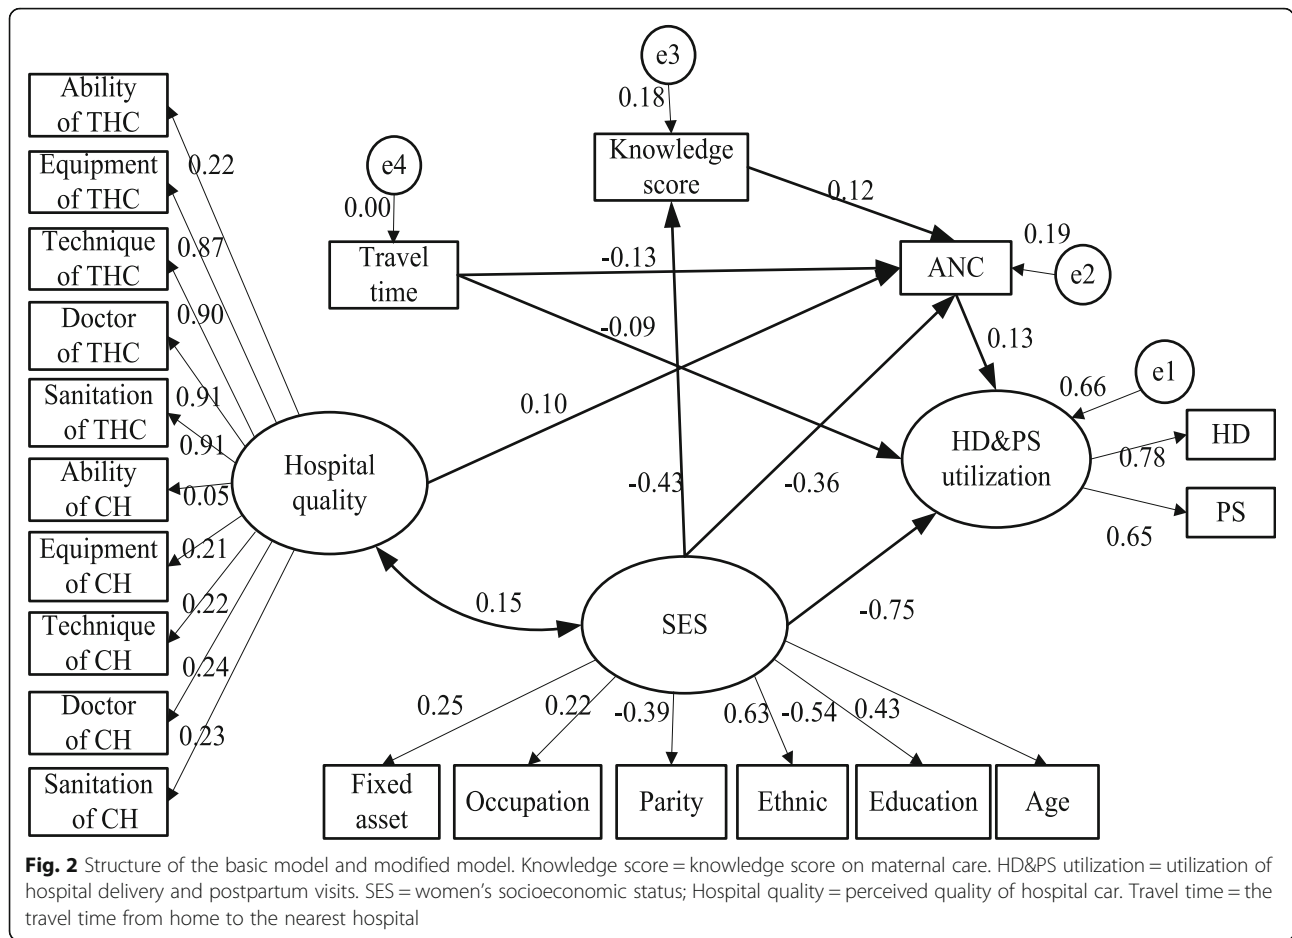 e3
0.18
Knowledge
score
e4
0.00
Travel
time
0.12
-0.13
ANC
0.19
e2
-0.09
0.13
0.10
e1
0.66
HD&PS
utilization
HD
0.78
PS
0.65
Ability
of THC
0.22
Equipment
of THC
0.87
Technique
of THC
0.90
Doctor
of THC
0.91
Sanitation
of THC
0.91
Ability
of CH
0.05
Equipment
of CH
0.21
Technique
of CH
0.22
Doctor
of CH
0.24
Sanitation
of CH
0.23
Hospital
quality
-0.43
-0.36
0.15
SES
-0.75
0.25
0.22
-0.39
0.63
-0.54
0.43
Fixed
asset
Occupation
Parity
Ethnic
Education
Age
Fig. 2 Structure of the basic model and modified model. Knowledge score = knowledge score on maternal care. HD&PS utilization = utilization of
hospital delivery and postpartum visits. SES = women's socioeconomic status; Hospital quality = perceived quality of hospital car. Travel time = the
travel time from home to the nearest hospital